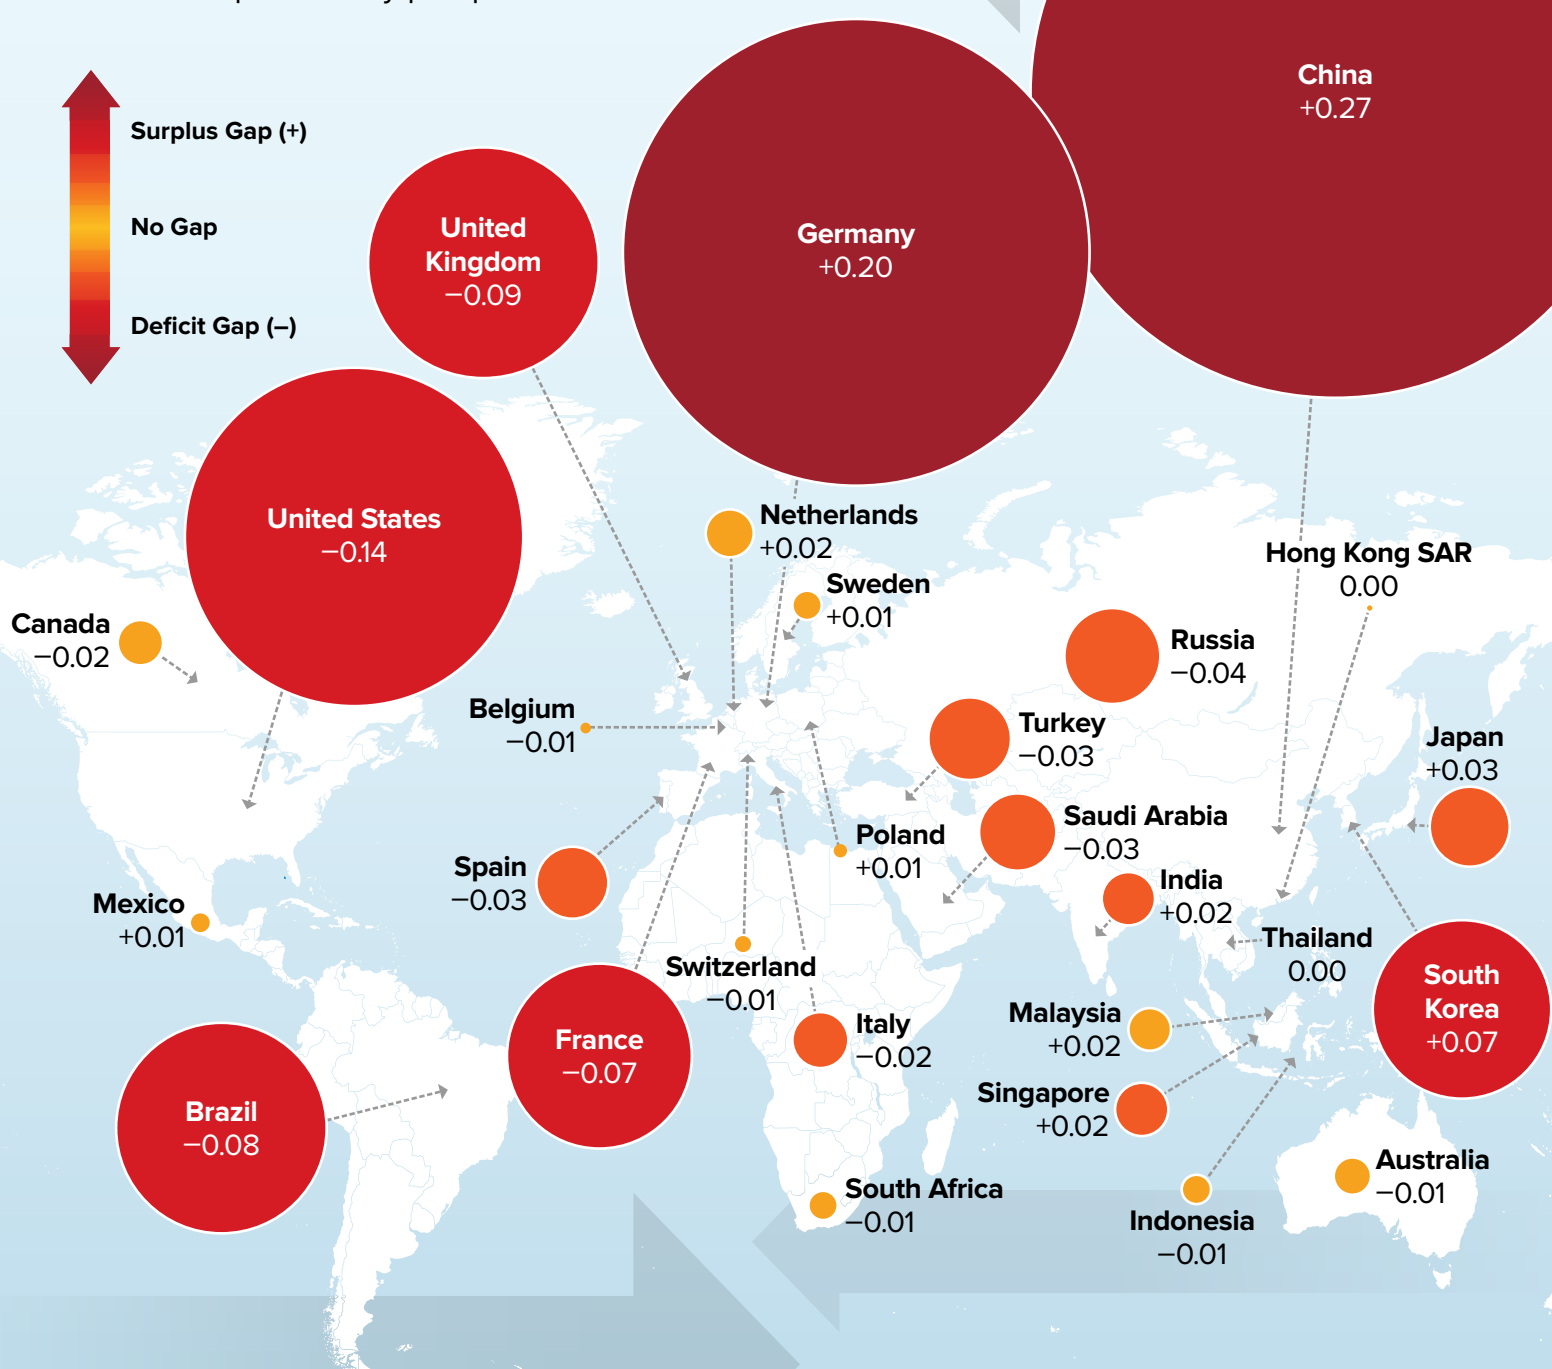 China
+0.27
Surplus Gap (+)
No Gap
Deficit Gap (–)
United
Kingdom
−0.09
Germany
+0.20
United States
−0.14
Netherlands
+0.02
Sweden
+0.01
Hong Kong SAR
0.00
Canada
−0.02
Russia
−0.04
Belgium
−0.01
Turkey
−0.03
Japan
+0.03
Saudi Arabia
−0.03
Poland
+0.01
Spain
−0.03
India
+0.02
Mexico
+0.01
Thailand
0.00
Switzerland
−0.01
South
Korea
+0.07
Malaysia
+0.02
Italy
−0.02
France
−0.07
Singapore
+0.02
Brazil
−0.08
Australia
−0.01
South Africa
−0.01
Indonesia
−0.01